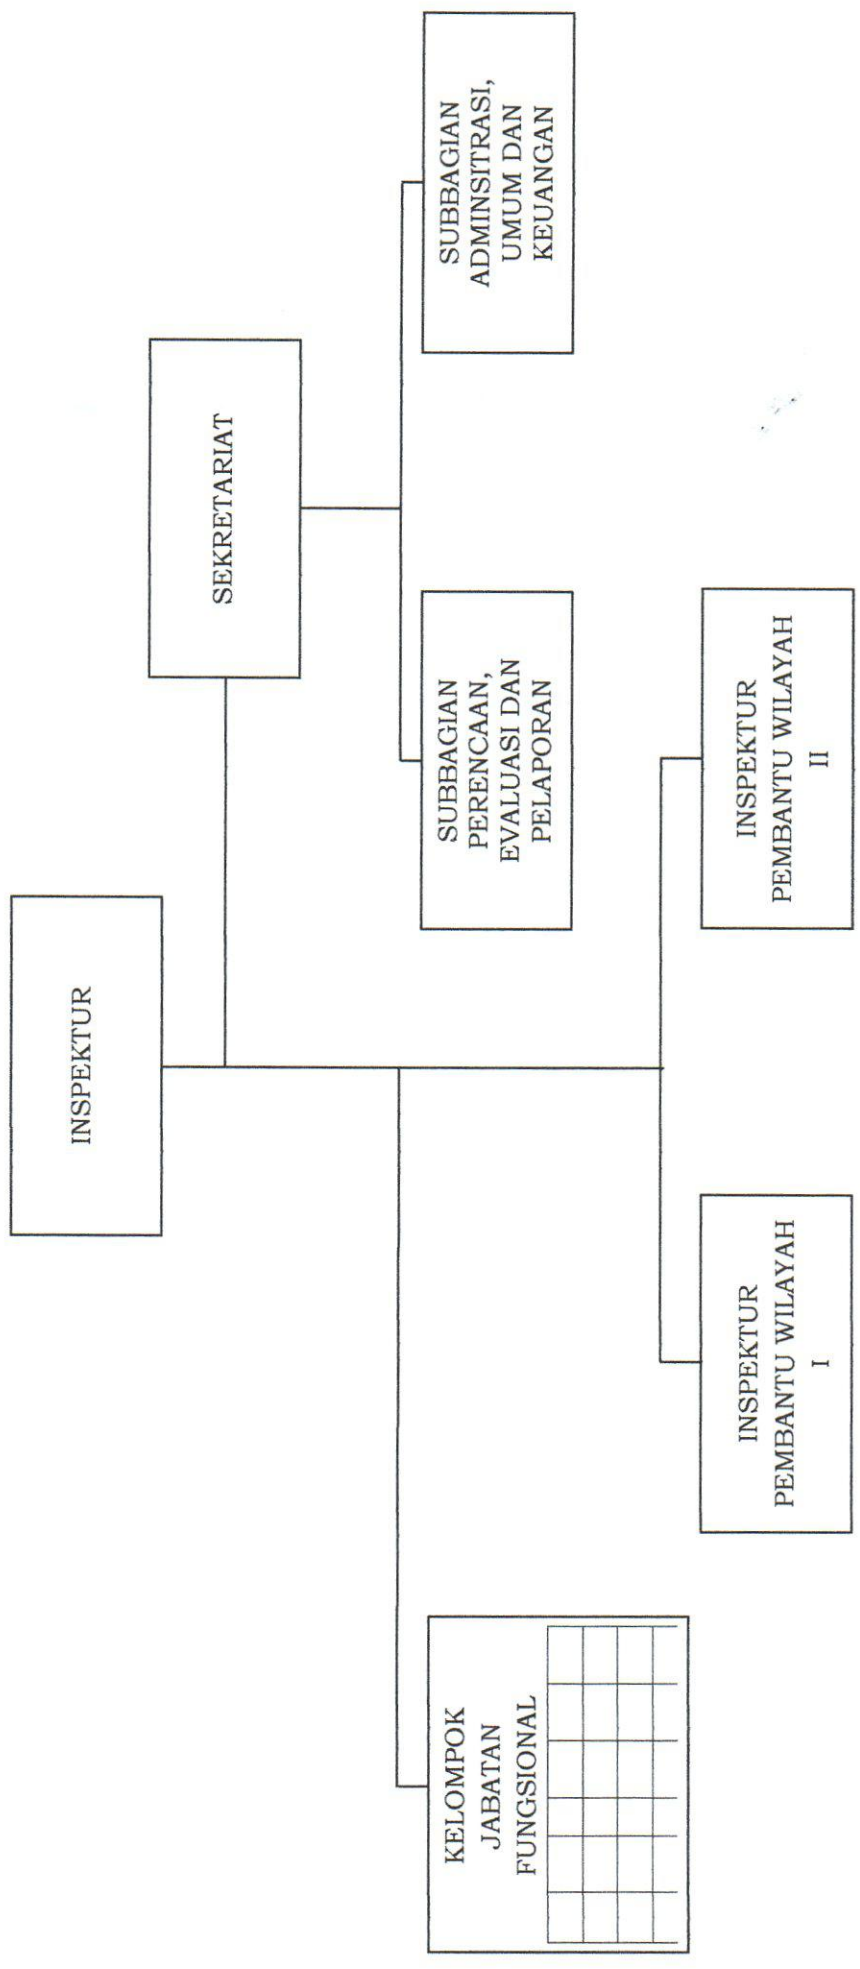 INSPEKTUR
SEKRETARIAT
SUBBAGIAN
PERENCAAN,
EVALUASI DAN
PELAPORAN
SUBBAGIAN
ADMINSITRASI,
UMUM DAN
KEUANGAN
KELOMPOK
JABATAN
FUNGSIONAL
INSPEKTUR
PEMBANTU WILAYAH
I
INSPEKTUR
PEMBANTU WILAYAH
II